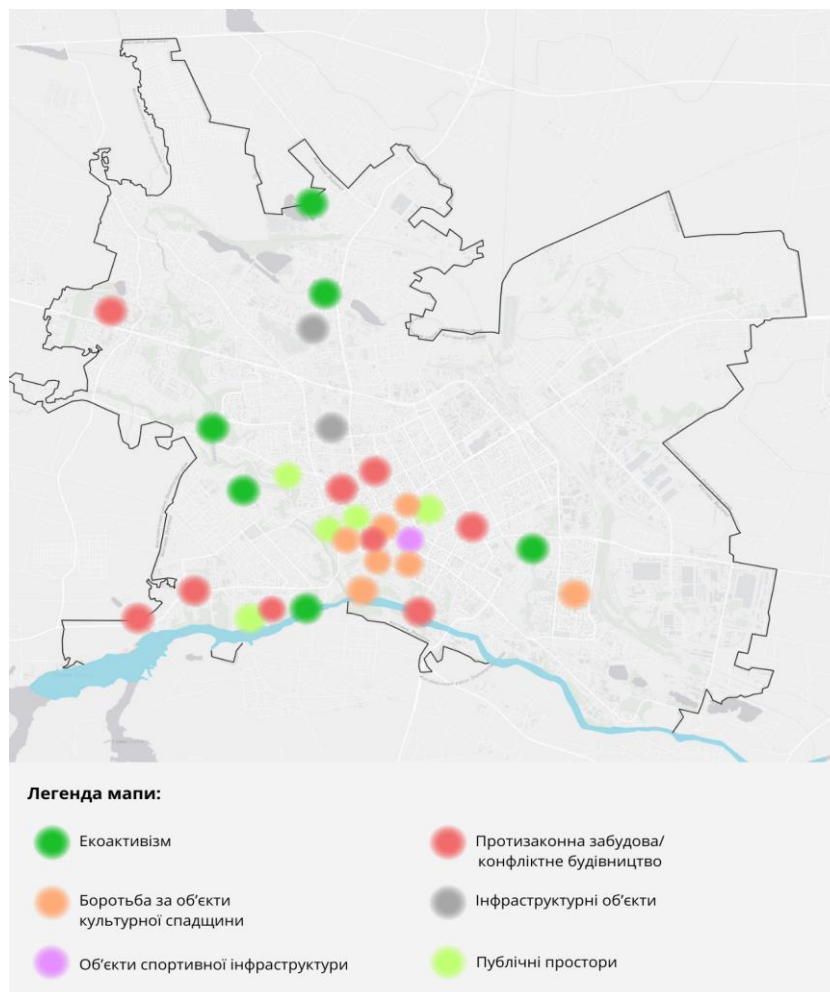 Легенда мапи:
Екоактивізм
Боротьба за об’єкти
культурної спадщини
Об’єкти спортивної інфраструктури
Протизаконна забудова/
конфліктне будівництво
Інфраструктурні об’єкти
Публічні простори